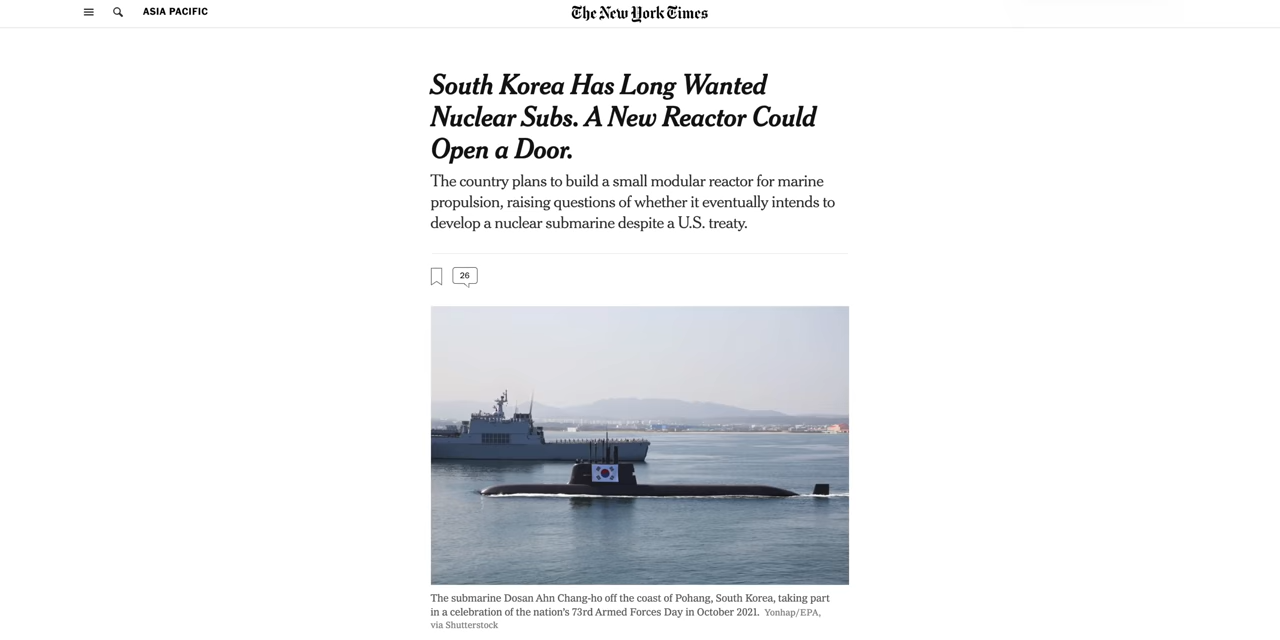 ASIA PACIFIC
The New York Times
South Korea Has Long Wanted
Nuclear Subs. A New Reactor Could
Open a Door.
The country plans to build a small modular reactor for marine
propulsion, raising questions of whether it eventually intends to
develop a nuclear submarine despite a U.S. treaty.
26
The submarine Dosan Ahn Chang-ho off the coast of Pohang, South Korea, taking part
in a celebration of the nation's 73rd Armed Forces Day in October 2021. Yonhap/EPA,
via Shutterstock